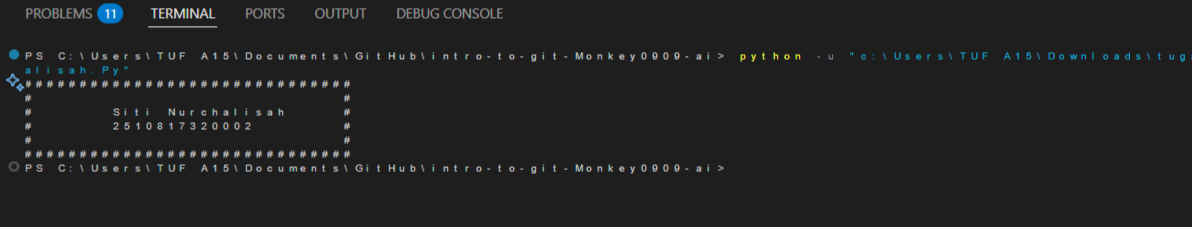 PROBLEMS 11 TERMINAL PORTS OUTPUT DEBUG CONSOLE
PS C:\Users\TUF A15\Documents\GitHub\intro-to-git-Monkey0909-ai> python -u "c:\Users\TUF A15\Downloads\tuga
alisah.Py"
##############################
# #
# Siti Nurchalisah #
# 2510817320002 #
# #
##############################
PS C:\Users\TUF A15\Documents\GitHub\intro-to-git-Monkey0909-ai>